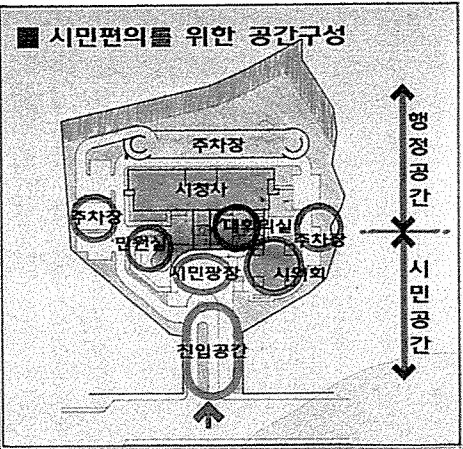 ■ 시민편의를 위한 공간구성
주차장
시청사
주차장
민원실
대회의실
주차장
시민광장
시의회
진입공간
행정공간
시민공간